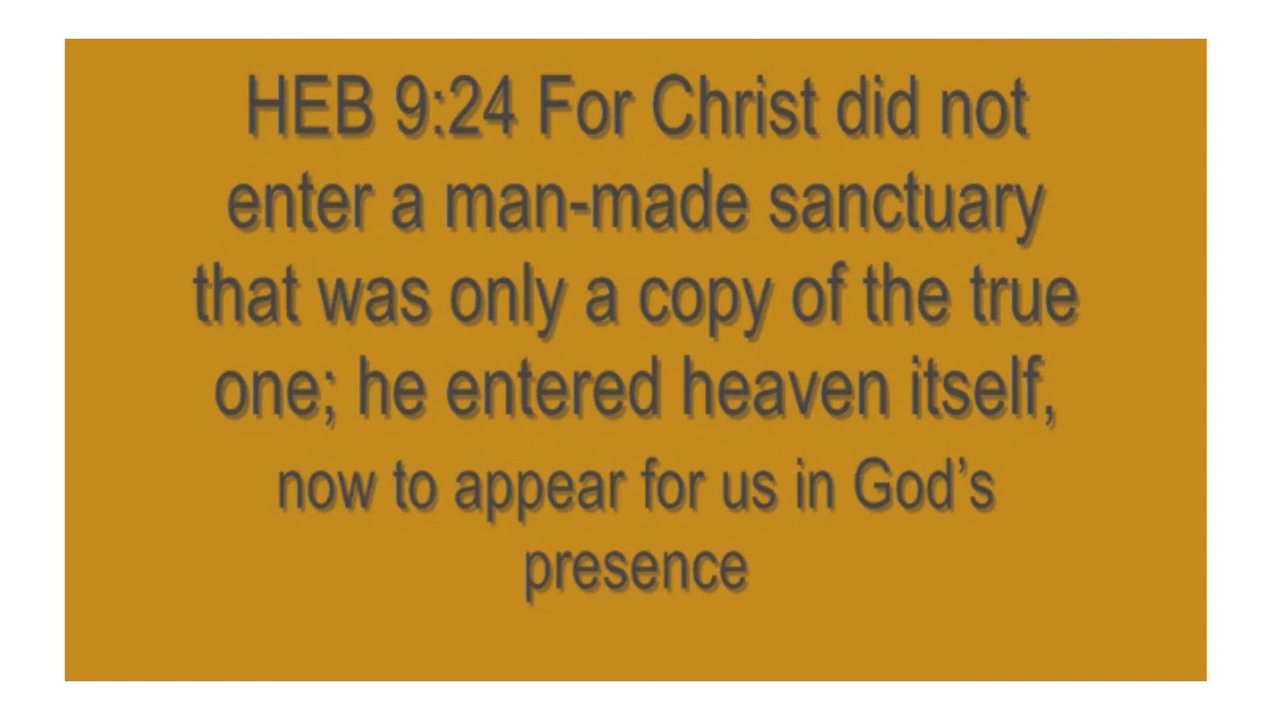 HEB 9:24 For Christ did not
enter a man-made sanctuary
that was only a copy of the true
one; he entered heaven itself,
now to appear for us in God’s
presence